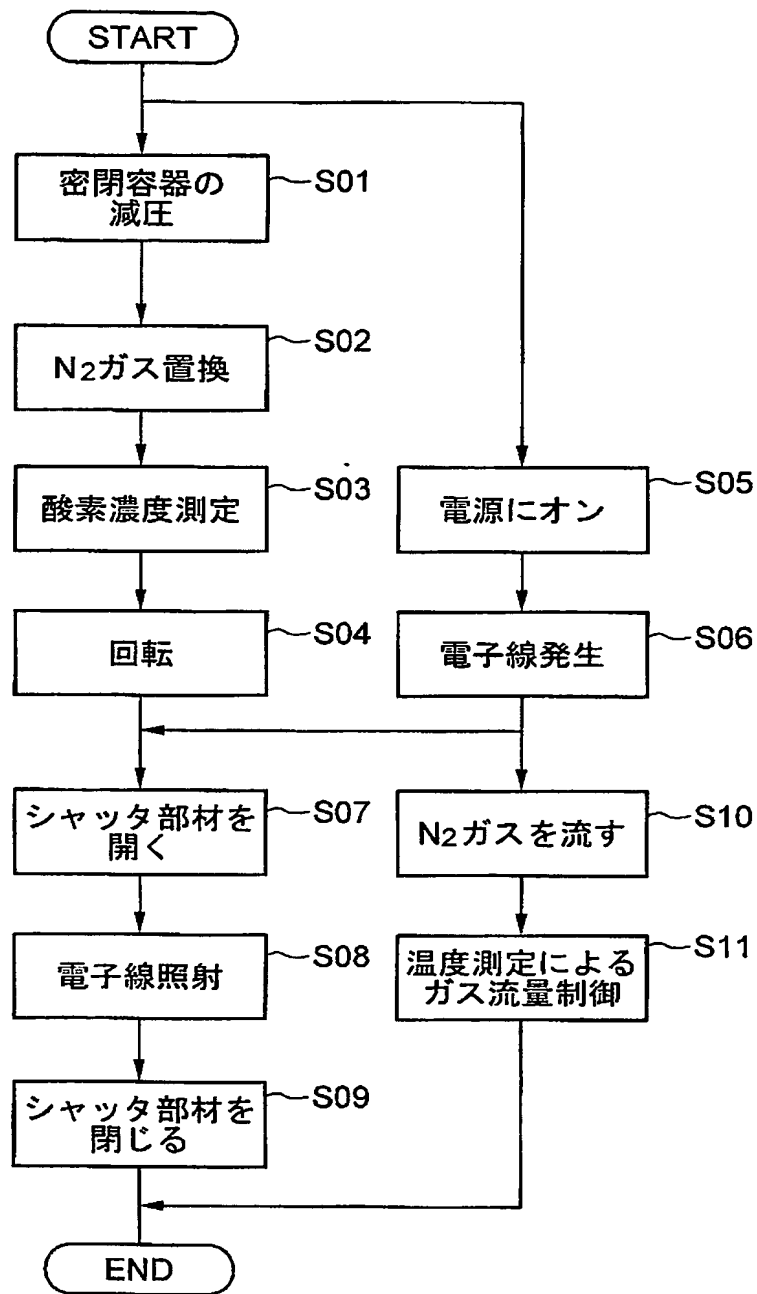 START
密閉容器の
減圧
S01
N2ガス置換
S02
酸素濃度測定
S03
回転
S04
電源にオン
S05
電子線発生
S06
シャッタ部材を
開く
S07
電子線照射
S08
シャッタ部材を
閉じる
S09
N2ガスを流す
S10
温度測定による
ガス流量制御
S11
END